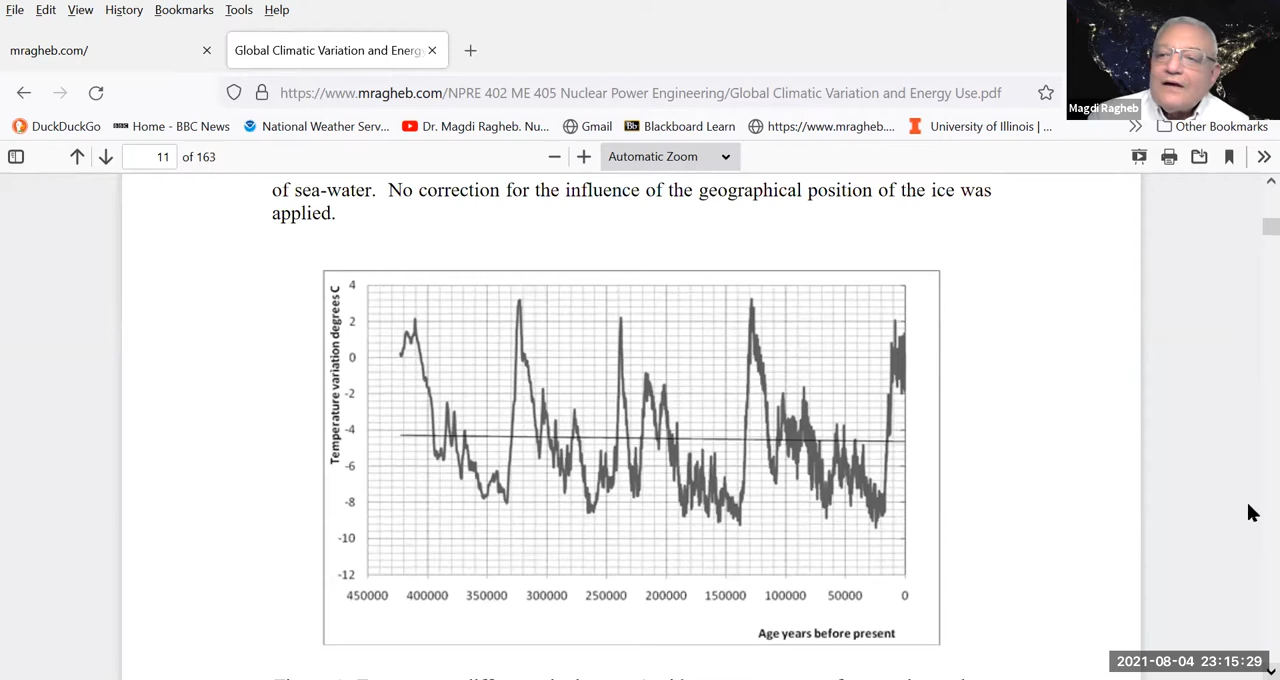 File Edit View History Bookmarks Tools Help
mragheb.com/
Global Climatic Variation and Energ
https://www.mragheb.com/NPRE 402 ME 405 Nuclear Power Engineering/Global Climatic Variation and Energy Use.pdf
Magdi Ragheb
DuckDuckGo
BBC Home - BBC News
National Weather Serv...
Dr. Magdi Ragheb. Nu...
Gmail
Bb Blackboard Learn
https://www.mragheb....
University of Illinois | ...
Other Bookmarks
11 of 163
Automatic Zoom
of sea-water. No correction for the influence of the geographical position of the ice was
applied.
Temperature variation degrees C
4
2
0
-2
-4
-6
-8
-10
-12
450000 400000 350000 300000 250000 200000 150000 100000 50000 0
Age years before present
2021-08-04 23:15:29